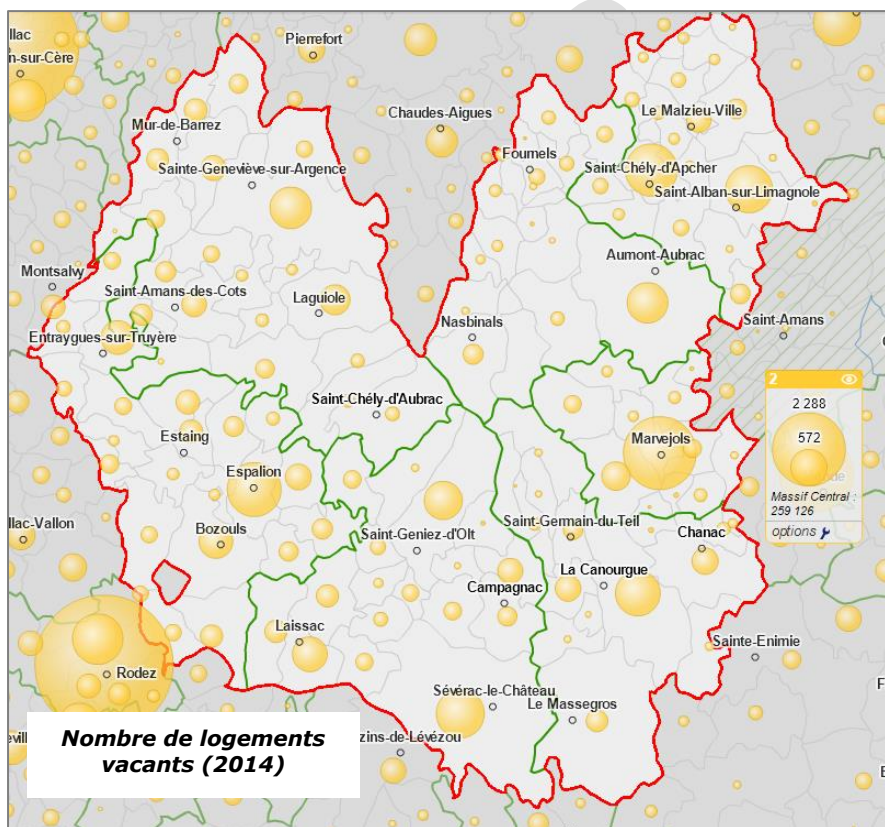 llac
n-sur-Cère
Pierrefort
Chaudes-Aigues
Le Malzieu-Ville
Mur-de-Barrez
Fournels
Sainte-Geneviève-sur-Argence
Saint-Chély-d'Apcher
Saint-Alban-sur-Limagnole
Montsalvy
Aumont-Aubrac
Saint-Amans-des-Cots
Laguiole
Nasbinals
Saint-Amans
Entraygues-sur-Truyère
2
Saint-Chély-d'Aubrac
2 288
572
Estaing
Marvejols
Espalion
de
Massif Central :
259 126
options
llac-Vallon
Bozouls
Saint-Geniez-d'Olt
Saint-Germain-du-Teil
Chanac
Campagnac
La Canourgue
Laissac
Sainte-Enimie
Rodez
F
Sévérac-le-Château
Le Massegros
eville
zins-de-Lévézou
Nombre de logements
vacants (2014)